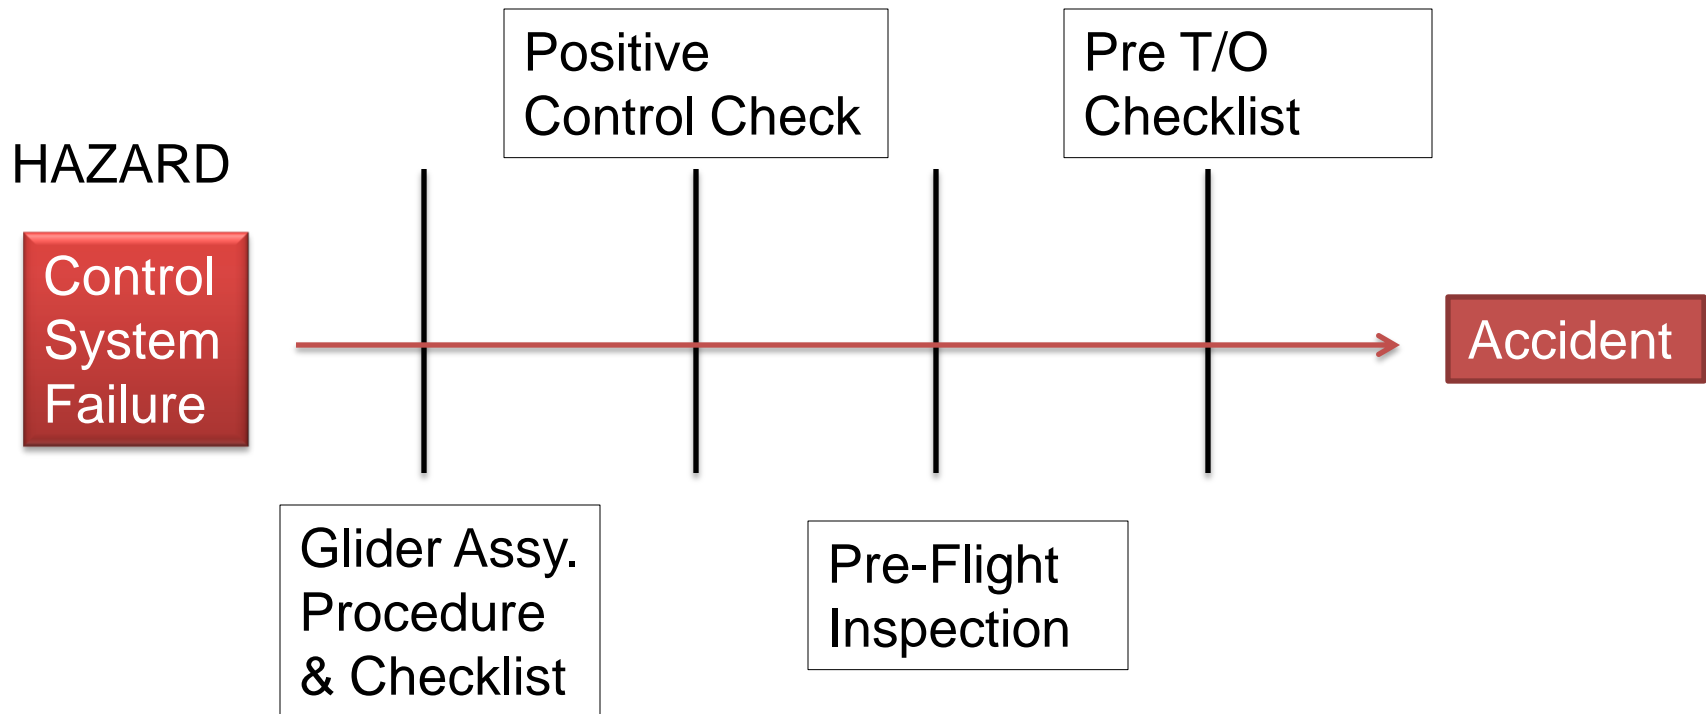 Positive
Control Check
Pre T/O
Checklist
HAZARD
Control
System
Failure
Accident
Glider Assy.
Procedure
& Checklist
Pre-Flight
Inspection